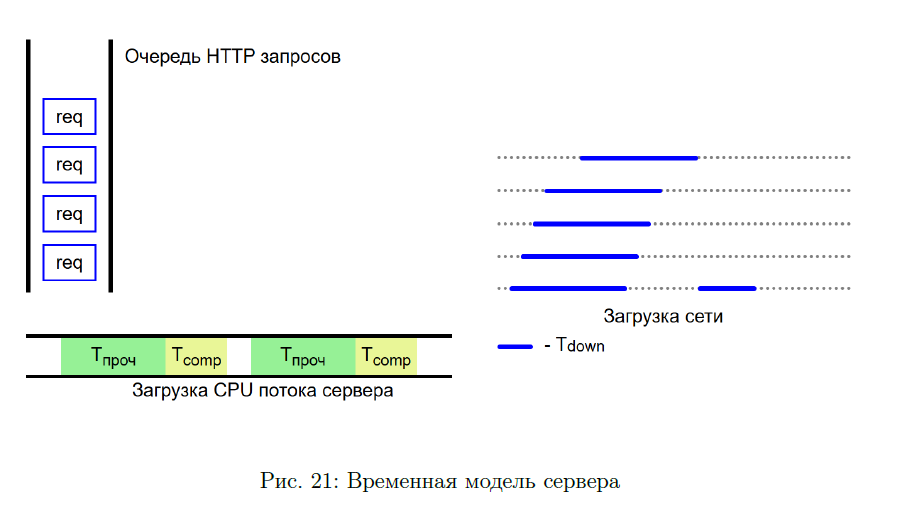 Очередь HTTP запросов
req
req
req
req
Загрузка сети
- Tdown
Tпроч Tcomp Tпроч Tcomp
Загрузка CPU потока сервера
Рис. 21: Временная модель сервера